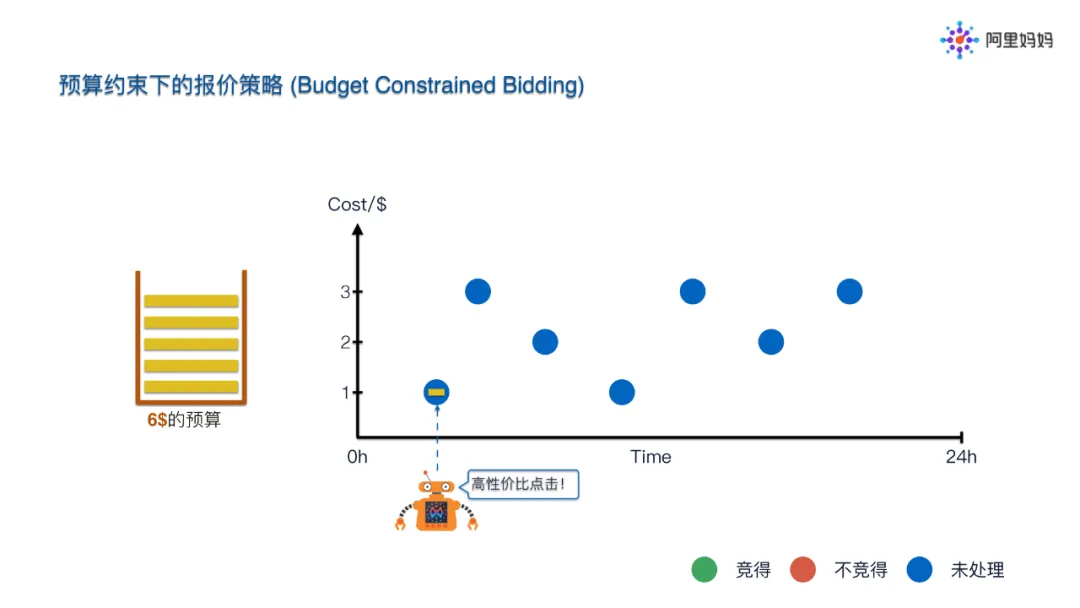 阿里妈妈
预算约束下的报价策略 (Budget Constrained Bidding)
Cost/$
3
2
1
6$的预算
0h
Time
24h
高性价比点击!
竞得
不竞得
未处理